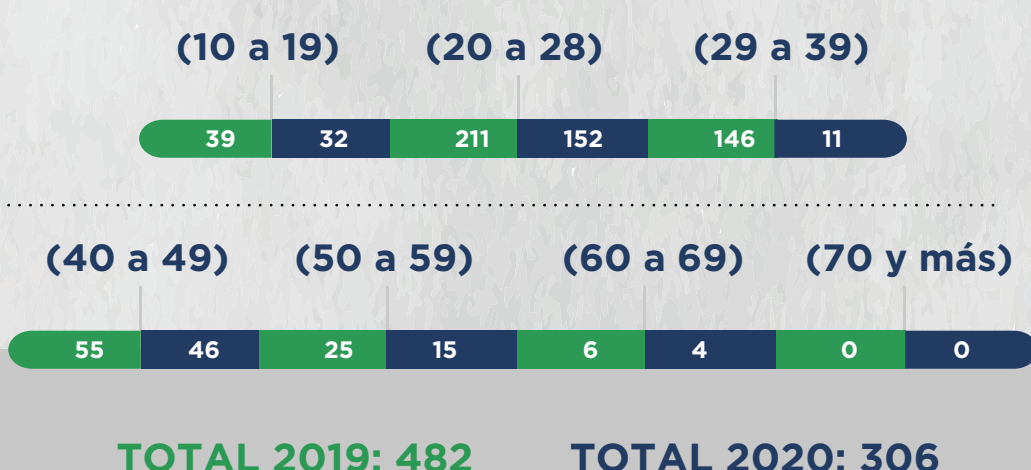 (10 a 19) (20 a 28) (29 a 39)
39 32 211 152 146 11
(40 a 49) (50 a 59) (60 a 69) (70 y más)
55 46 25 15 6 4 0 0
TOTAL 2019: 482 TOTAL 2020: 306